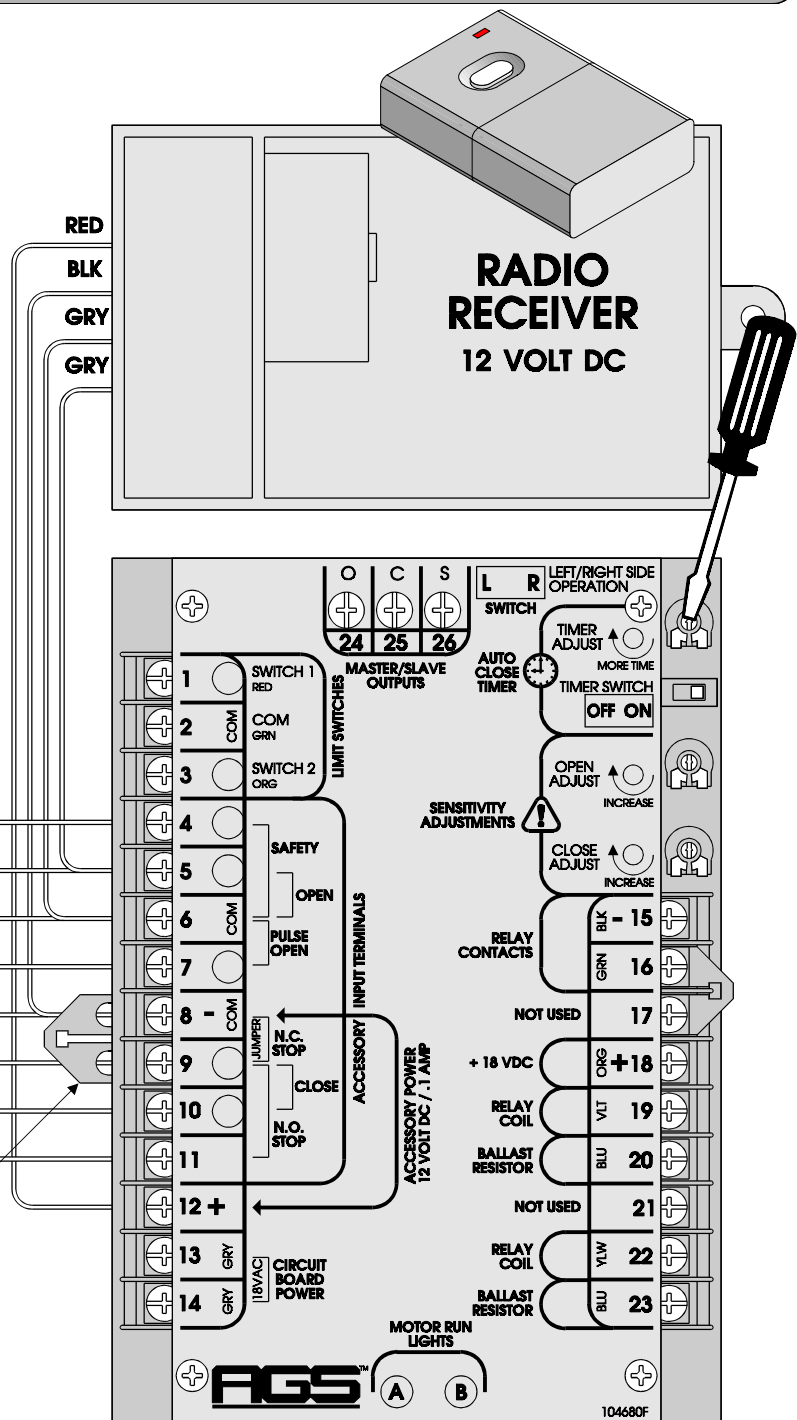 RED
BLK
GRY
GRY
RADIO
RECEIVER
12 VOLT DC
O C S
24 25 26
MASTER/SLAVE
OUTPUTS
L R
SWITCH
LEFT/RIGHT SIDE
OPERATION
AUTO
CLOSE
TIMER
TIMER
ADJUST
MORE TIME
TIMER SWITCH
OFF ON
SENSITIVITY
ADJUSTMENTS
!
OPEN
ADJUST
INCREASE
CLOSE
ADJUST
INCREASE
1 SWITCH 1
RED
2 COM COM
GRN
3 SWITCH 2
ORG
LIMIT SWITCHES
4
5
6 COM
7
8 - COM
9
10
11
12 +
13 GRY
14 GRY
SAFETY
OPEN
PULSE
OPEN
JUMPER
N.C.
STOP
CLOSE
N.O.
STOP
ACCESSORY INPUT TERMINALS
ACCESSORY POWER
12 VOLT DC / .1 AMP
18VAC
CIRCUIT
BOARD
POWER
RELAY
CONTACTS
BLK - 15
GRN 16
NOT USED 17
+ 18 VDC ORG +18
RELAY
COIL
VLT 19
BALLAST
RESISTOR
BLU 20
NOT USED 21
RELAY
COIL
YLW 22
BALLAST
RESISTOR
BLU 23
MOTOR RUN
LIGHTS
A B
AGS™
104680F